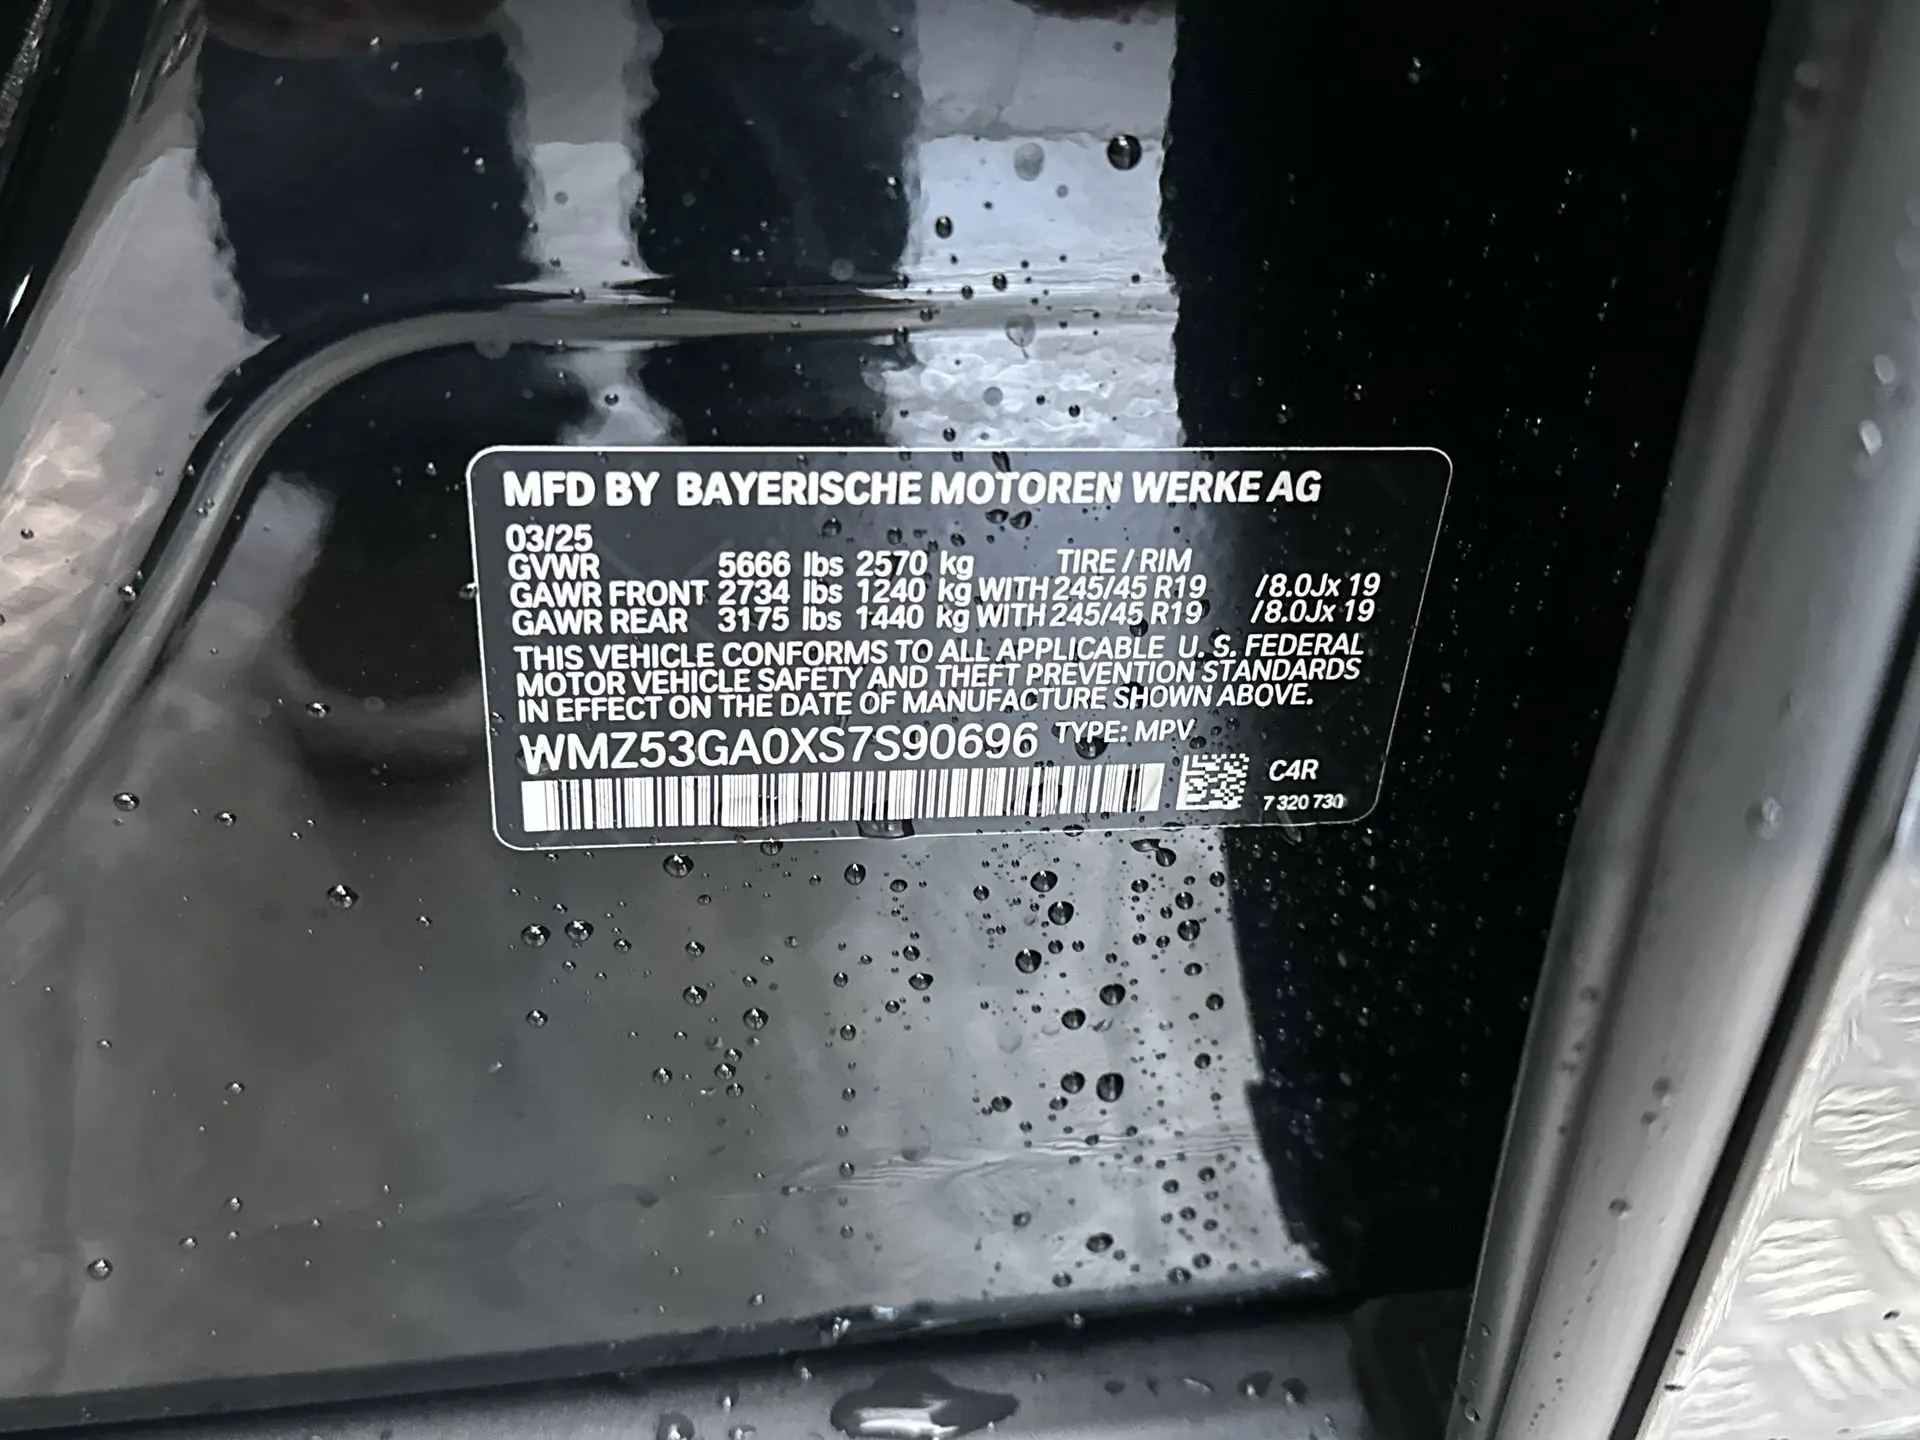 MFD BY BAYERISCHE MOTOREN WERKE AG
03/25
GVWR 5666 lbs 2570 kg TIRE / RIM
GAWR FRONT 2734 lbs 1240 kg WITH 245/45 R19 /8.0Jx 19
GAWR REAR 3175 lbs 1440 kg WITH 245/45 R19 /8.0Jx 19
THIS VEHICLE CONFORMS TO ALL APPLICABLE U. S. FEDERAL
MOTOR VEHICLE SAFETY AND THEFT PREVENTION STANDARDS
IN EFFECT ON THE DATE OF MANUFACTURE SHOWN ABOVE.
WMZ53GA0XS7S90696 TYPE: MPV
C4R
7 320 730